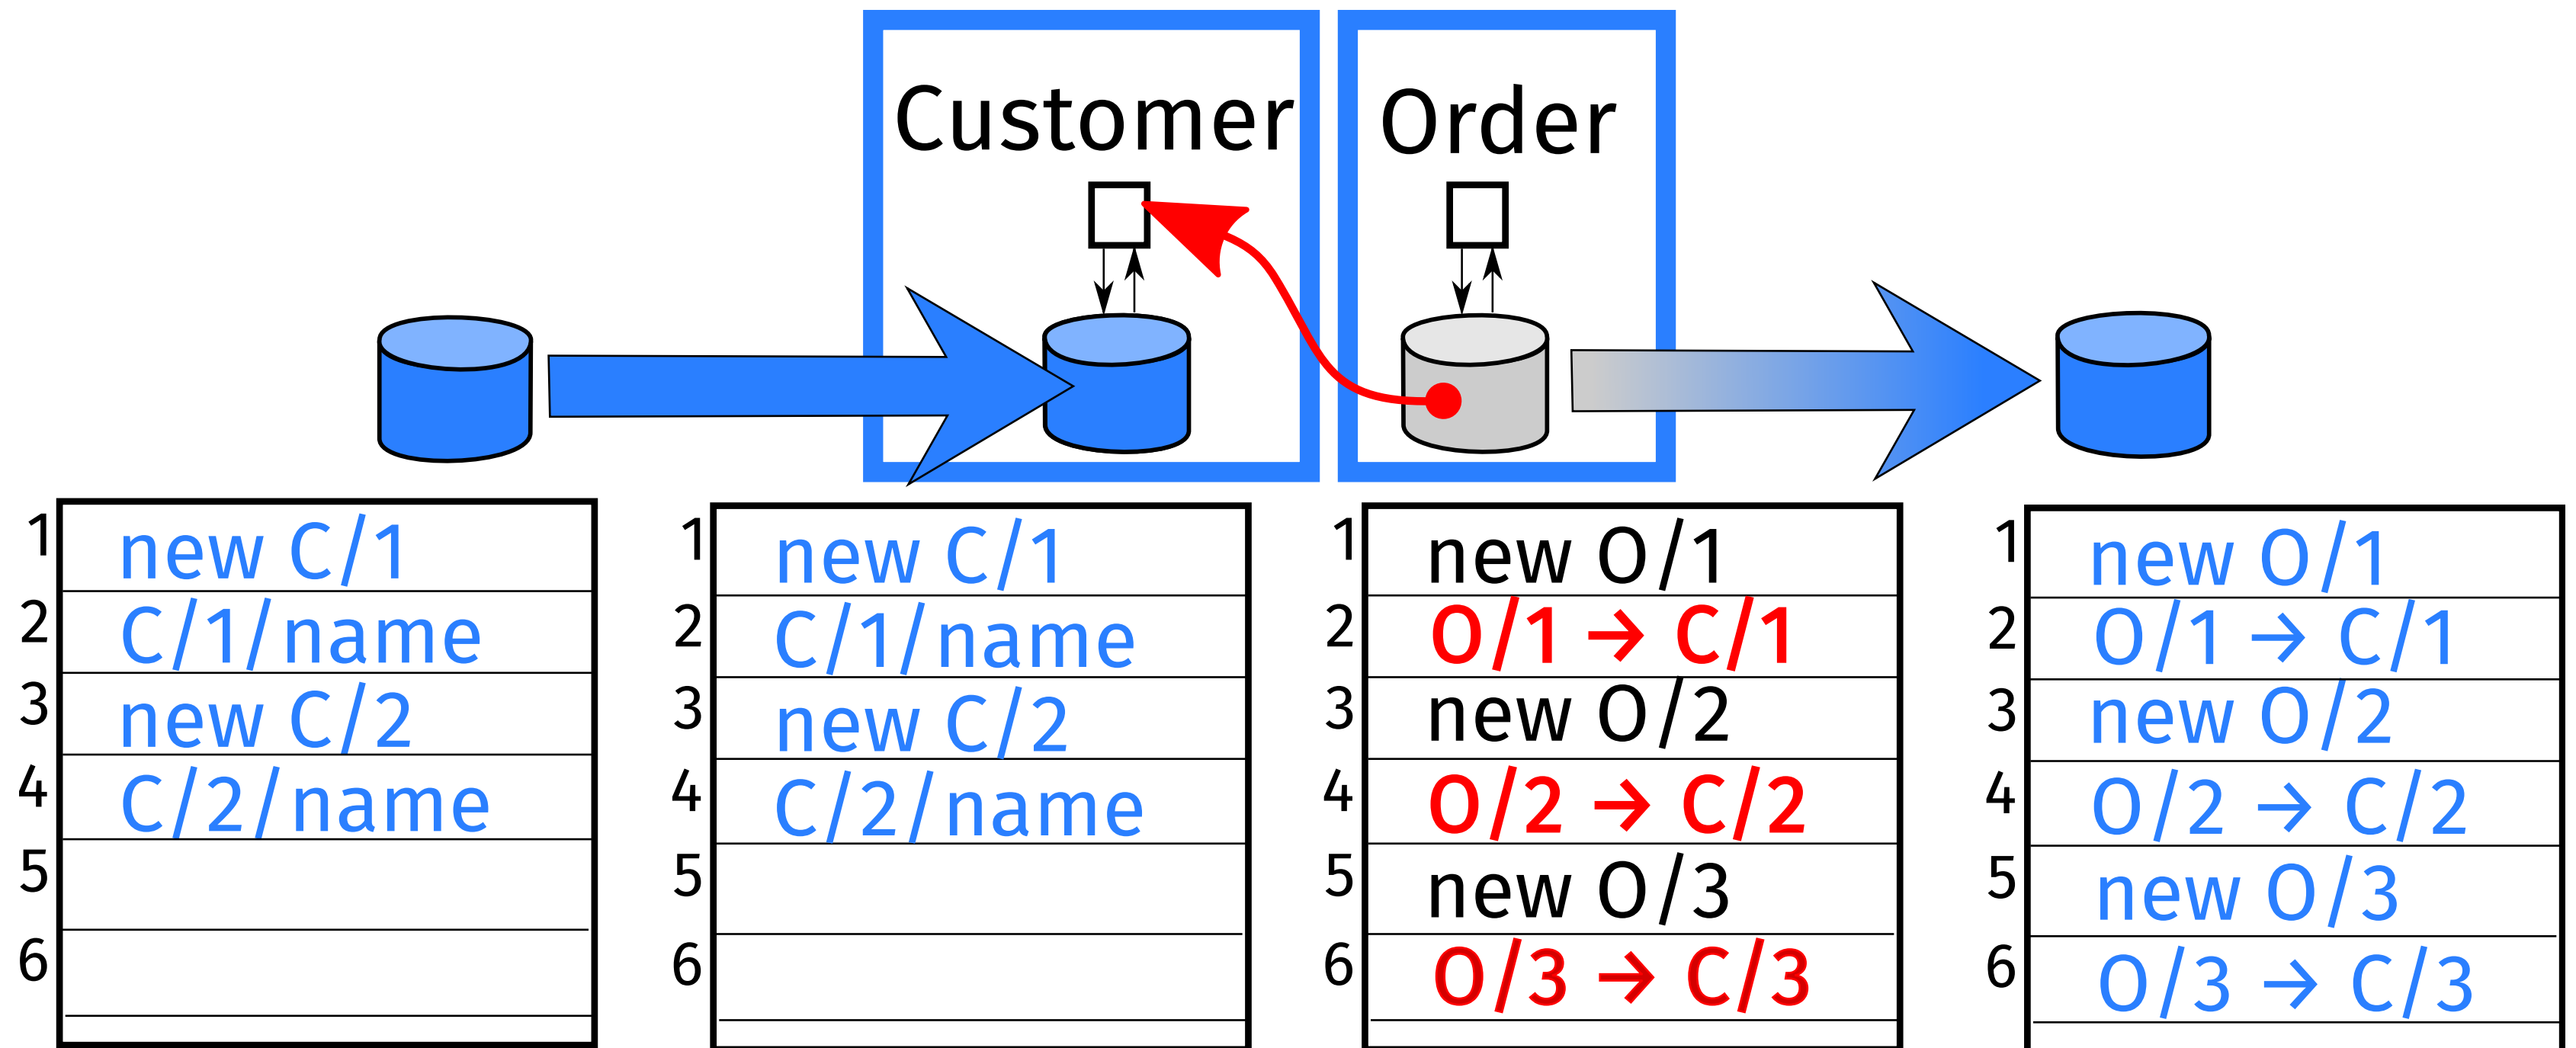 Customer
Order
1 new C/1
2 C/1/name
3 new C/2
4 C/2/name
5
6
1 new C/1
2 C/1/name
3 new C/2
4 C/2/name
5
6
1 new O/1
2 O/1 → C/1
3 new O/2
4 O/2 → C/2
5 new O/3
6 O/3 → C/3
1 new O/1
2 O/1 → C/1
3 new O/2
4 O/2 → C/2
5 new O/3
6 O/3 → C/3